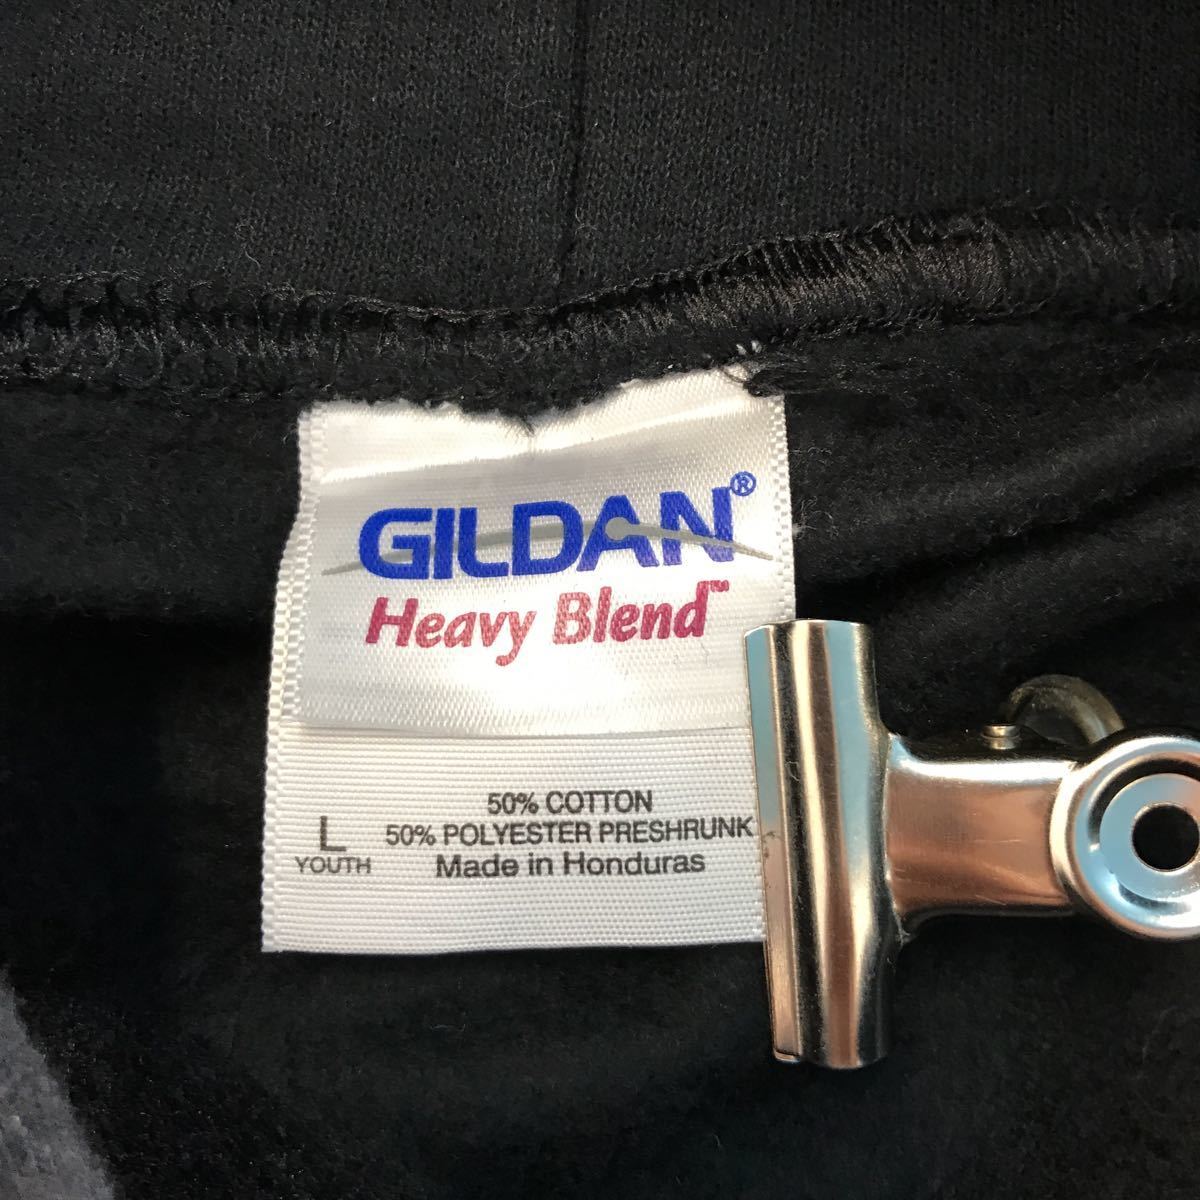 GILDAN®
Heavy Blend™
50% COTTON
L 50% POLYESTER PRESHRUNK
YOUTH Made in Honduras